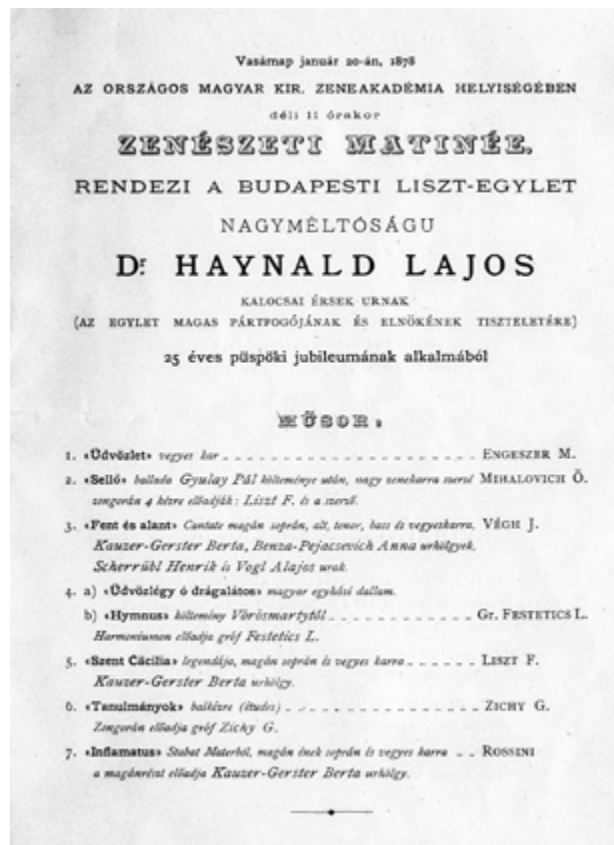 Vasárnap január 20-án, 1878
AZ ORSZÁGOS MAGYAR KIR. ZENEAKADÉMIA HELYISÉGÉBEN
déli 11 órakor
ZENÉSZETI MATINÉE.
RENDEZI A BUDAPESTI LISZT-EGYLET
NAGYMÉLTÓSÁGU
Dr. HAYNALD LAJOS
KALOCSAI ÉRSEK URNAK
(AZ EGYLET MAGAS PÁRTFOGÓJÁNAK ÉS ELNÖKÉNEK TISZTELETÉRE)
25 éves püspöki jubileumának alkalmából
MŰSOR:
1. «Üdvözlet» vegyes kar ENGESZER M.
2. «Selló» ballada Gyulay Pál költeménye után, nagy zenekarra szerzé MIHALOVICH Ö.
zongorán 4 kézre előadják: Liszt F. és a szerző.
3. «Fent és alant» Cantate magán soprán, alt, tenor, bass és vegyeskarra, VÉGH J.
Kauzer-Gerster Berta, Benza-Pejacsevich Anna urhölgyek,
Scherrübl Henrik és Vogl Alajos urak.
4. a) «Üdvözlégy ó drágalátos» magyar egyházi dallam.
b) «Hymnus» költemény Vörösmartytól Gr. FESTETICS L.
Harmoniumon előadja gróf Festetics L.
5. «Szent Cäcilia» legendája, magán soprán és vegyes karra LISZT F.
Kauzer-Gerster Berta urhölgy.
6. «Tanulmányok» balkézre (études) ZICHY G.
Zongorán előadja gróf Zichy G.
7. «Inflamatus» Stabat Materből, magán ének soprán és vegyes karra ROSSINI
a magánrészt előadja Kauzer-Gerster Berta urhölgy.